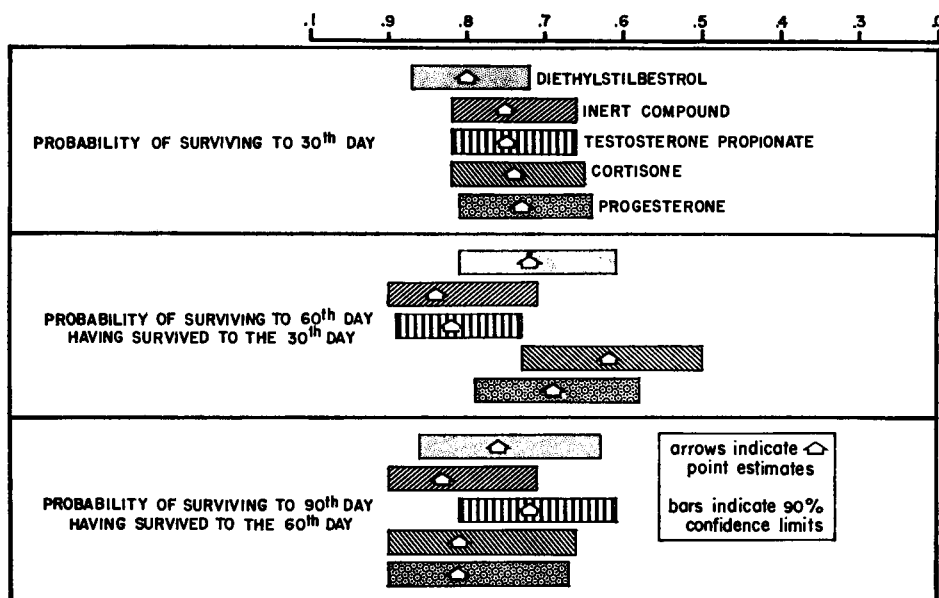 .1 .9 .8 .7 .6 .5 .4 .3 .2 .1 .0
DIETHYLSTILBESTROL
INERT COMPOUND
PROBABILITY OF SURVIVING TO 30th DAY
TESTOSTERONE PROPIONATE
CORTISONE
PROGESTERONE
PROBABILITY OF SURVIVING TO 60th DAY
HAVING SURVIVED TO THE 30th DAY
PROBABILITY OF SURVIVING TO 90th DAY
HAVING SURVIVED TO THE 60th DAY
arrows indicate
point estimates
bars indicate 90%
confidence limits